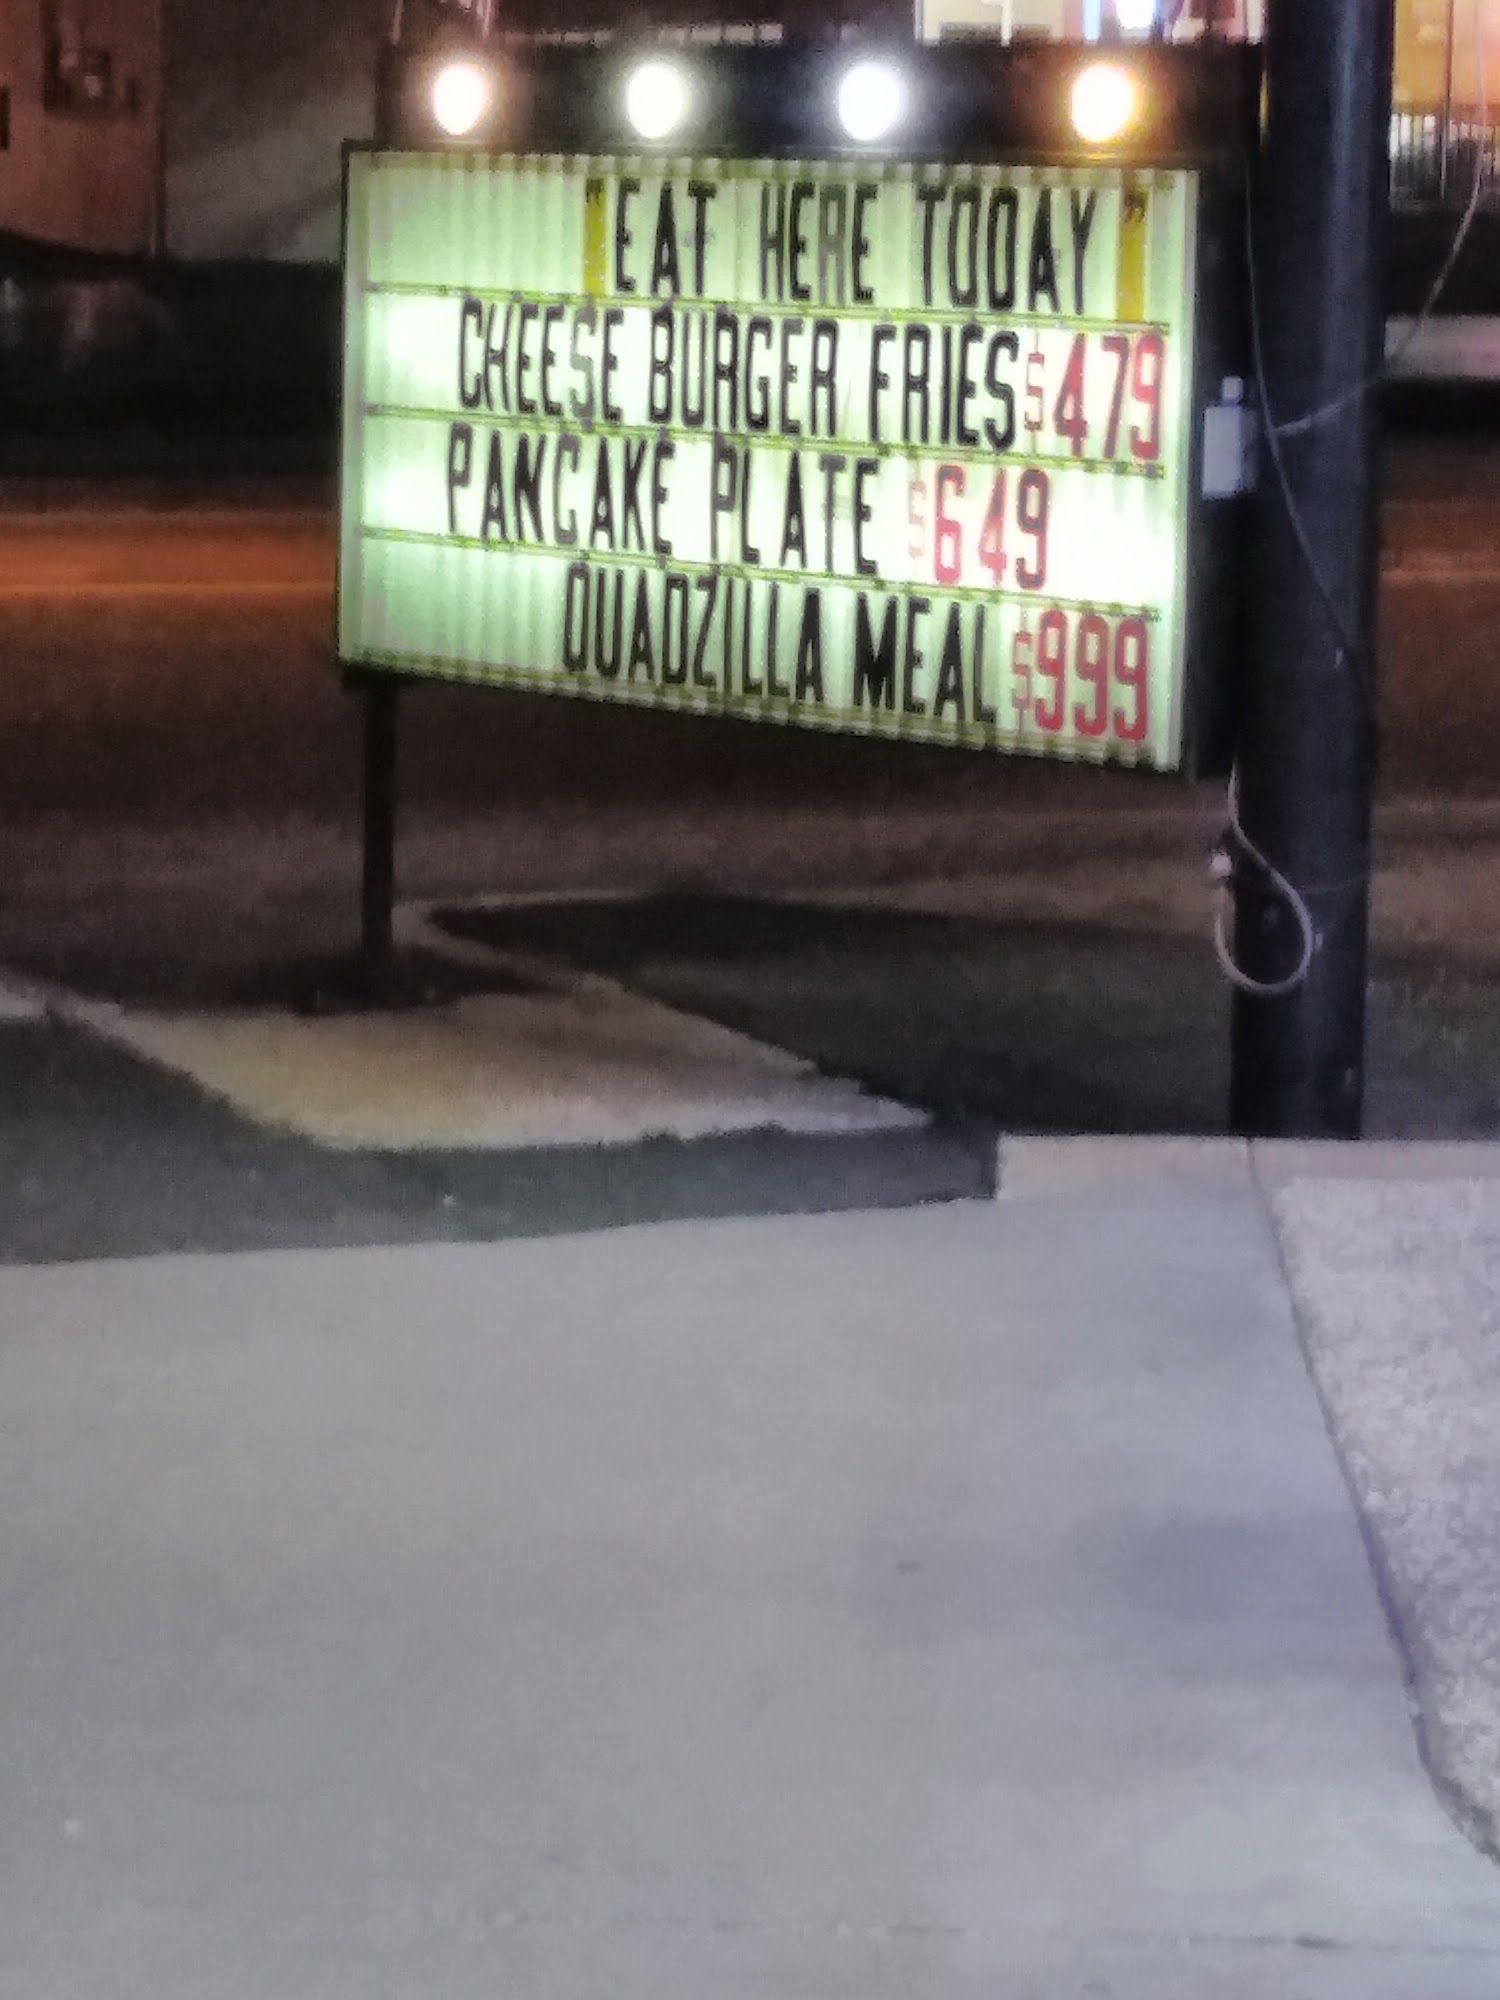 "EAT HERE TODAY"
CHEESE BURGER FRIES $479
PANCAKE PLATE $649
QUADZILLA MEAL $999